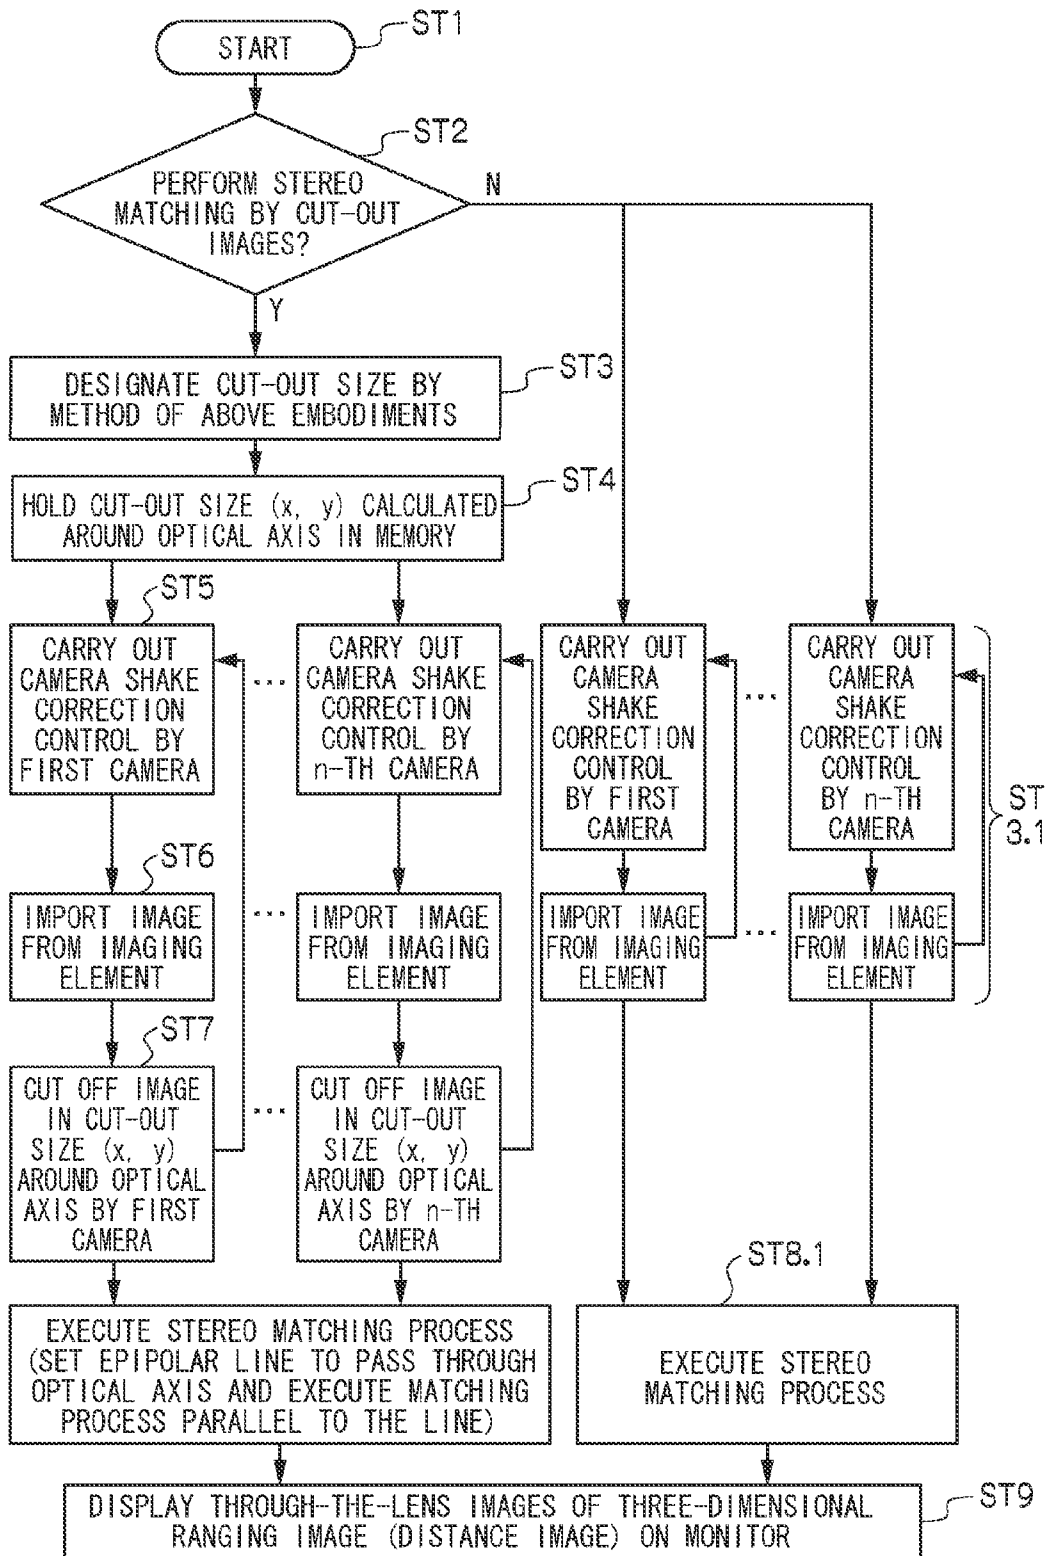 ST1
START
ST2
PERFORM STEREO
MATCHING BY CUT-OUT
IMAGES?
N
Y
ST3
DESIGNATE CUT-OUT SIZE BY
METHOD OF ABOVE EMBODIMENTS
ST4
HOLD CUT-OUT SIZE (x, y) CALCULATED
AROUND OPTICAL AXIS IN MEMORY
ST5
CARRY OUT
CAMERA SHAKE
CORRECTION
CONTROL BY
FIRST CAMERA
...
CARRY OUT
CAMERA SHAKE
CORRECTION
CONTROL BY
n-TH CAMERA
CARRY OUT
CAMERA
SHAKE
CORRECTION
CONTROL
BY FIRST
CAMERA
...
CARRY OUT
CAMERA
SHAKE
CORRECTION
CONTROL
BY n-TH
CAMERA
ST
3.1
ST6
IMPORT IMAGE
FROM IMAGING
ELEMENT
...
IMPORT IMAGE
FROM IMAGING
ELEMENT
IMPORT IMAGE
FROM IMAGING
ELEMENT
...
IMPORT IMAGE
FROM IMAGING
ELEMENT
ST7
CUT OFF IMAGE
IN CUT-OUT
SIZE (x, y)
AROUND OPTICAL
AXIS BY FIRST
CAMERA
...
CUT OFF IMAGE
IN CUT-OUT
SIZE (x, y)
AROUND OPTICAL
AXIS BY n-TH
CAMERA
EXECUTE STEREO MATCHING PROCESS
(SET EPIPOLAR LINE TO PASS THROUGH
OPTICAL AXIS AND EXECUTE MATCHING
PROCESS PARALLEL TO THE LINE)
ST8.1
EXECUTE STEREO
MATCHING PROCESS
DISPLAY THROUGH-THE-LENS IMAGES OF THREE-DIMENSIONAL
RANGING IMAGE (DISTANCE IMAGE) ON MONITOR
ST9